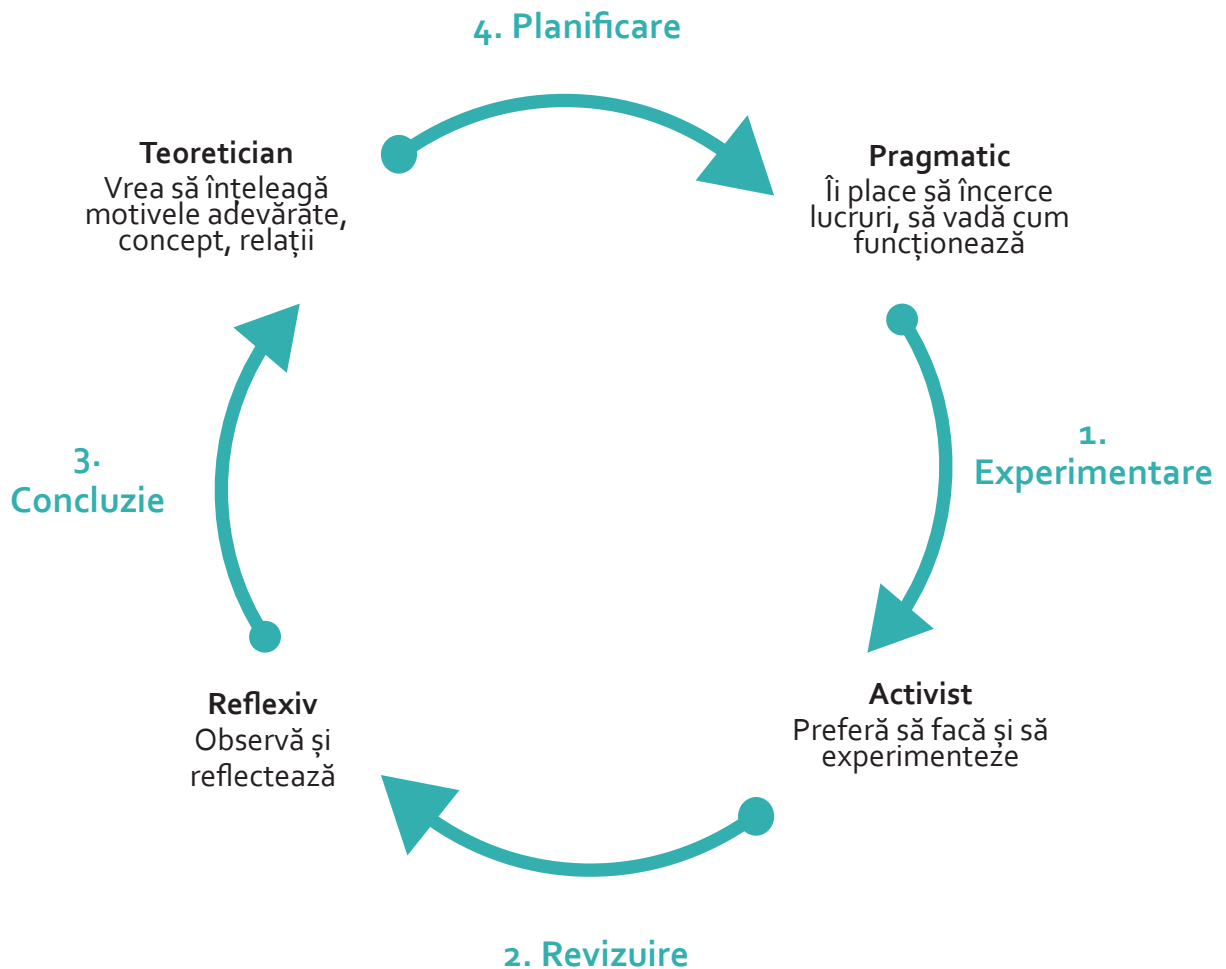 4. Planificare
Teoretician
Vrea să înțeleagă
motivele adevărate,
concept, relații
Pragmatic
Îi place să încerce
lucruri, să vadă cum
funcționează
3.
Concluzie
1.
Experimentare
Reflexiv
Observă și
reflectează
Activist
Preferă să facă și să
experimenteze
2. Revizuire